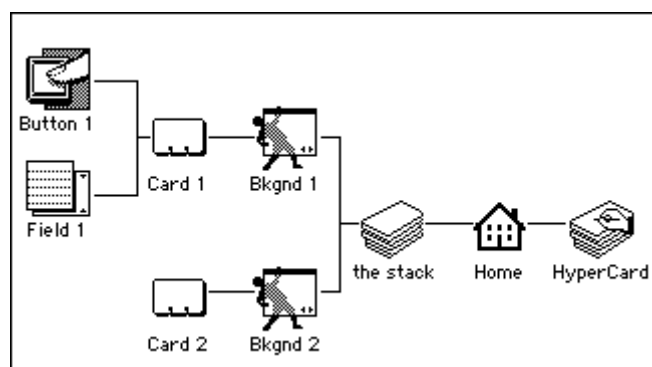 Button 1
Field 1
Card 1
Bkgnd 1
the stack
Home
HyperCard
Card 2
Bkgnd 2